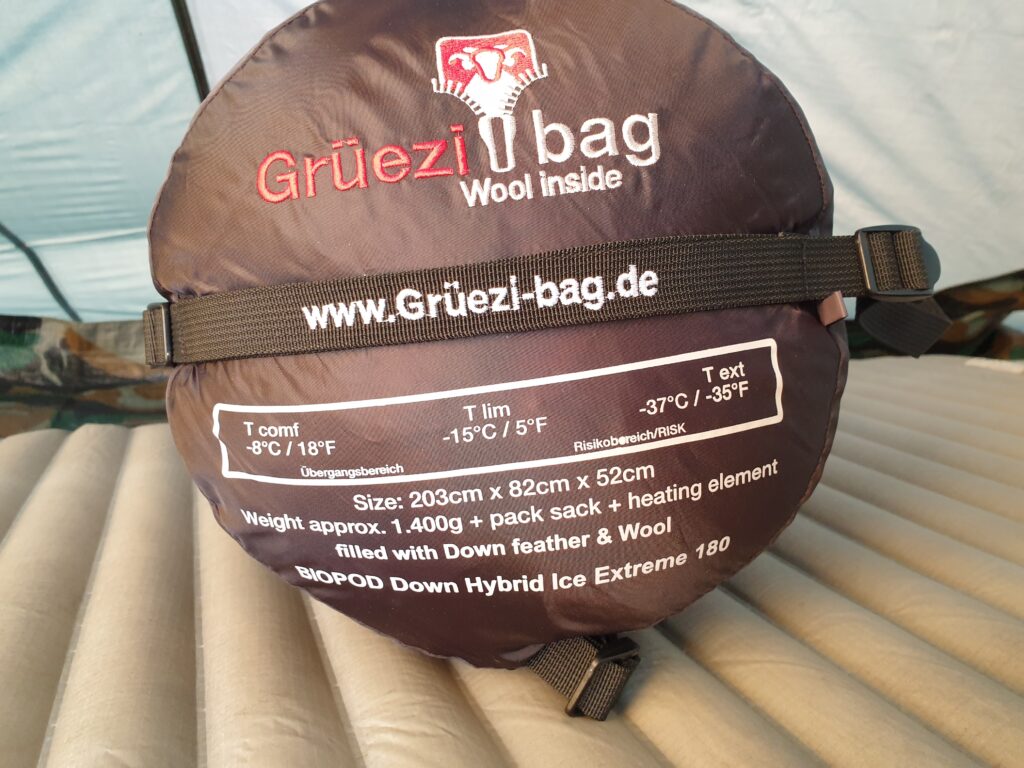 Grüezi bag
Wool inside
www.Grüezi-bag.de
T comf T lim T ext
-8°C / 18°F -15°C / 5°F -37°C / -35°F
Übergangsbereich Risikobereich/RISK
Size: 203cm x 82cm x 52cm
Weight approx. 1.400g + pack sack + heating element
filled with Down feather & Wool
BIOPOD Down Hybrid Ice Extreme 180